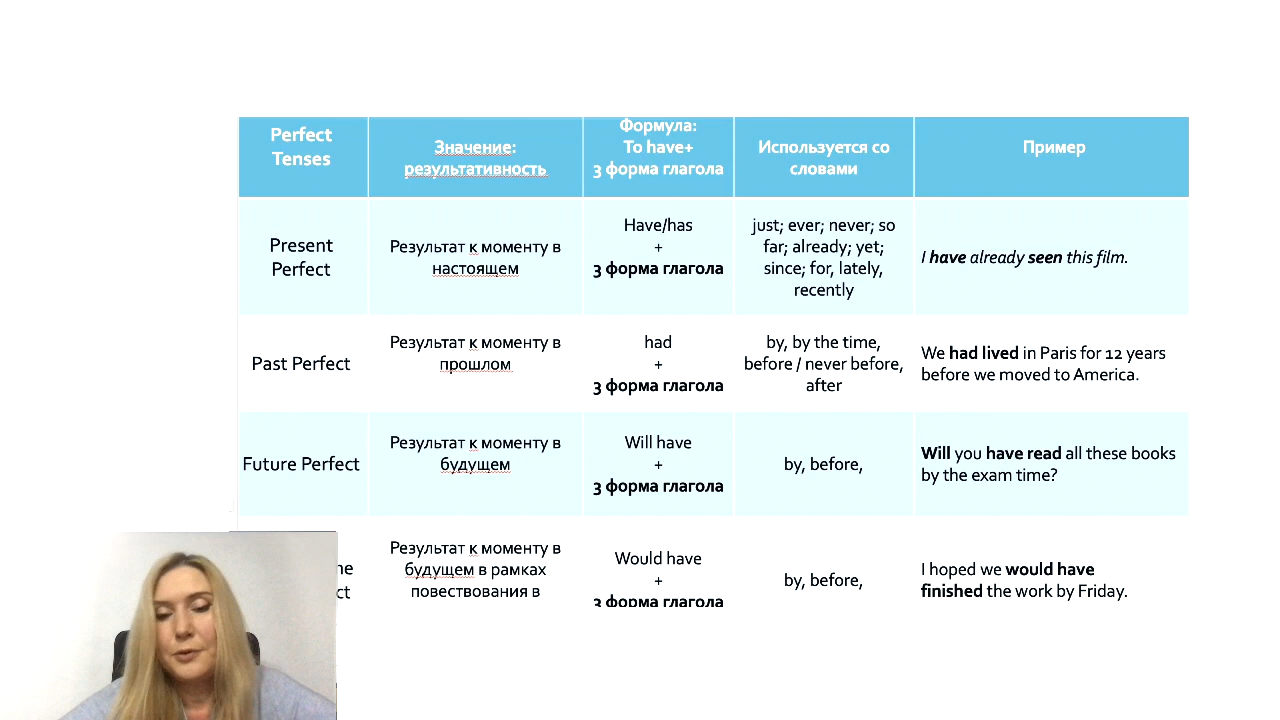 Perfect
Tenses
Значение:
результативность
Формула:
To have+
3 форма глагола
Используется со
словами
Пример
Present
Perfect
Результат к моменту в
настоящем
Have/has
+
3 форма глагола
just; ever; never; so
far; already; yet;
since; for, lately,
recently
I have already seen this film.
Past Perfect
Результат к моменту в
прошлом
had
+
3 форма глагола
by, by the time,
before / never before,
after
We had lived in Paris for 12 years
before we moved to America.
Future Perfect
Результат к моменту в
будущем
Will have
+
3 форма глагола
by, before,
Will you have read all these books
by the exam time?
Результат к моменту в
будущем в рамках
повествования в
Would have
+
3 форма глагола
by, before,
I hoped we would have
finished the work by Friday.